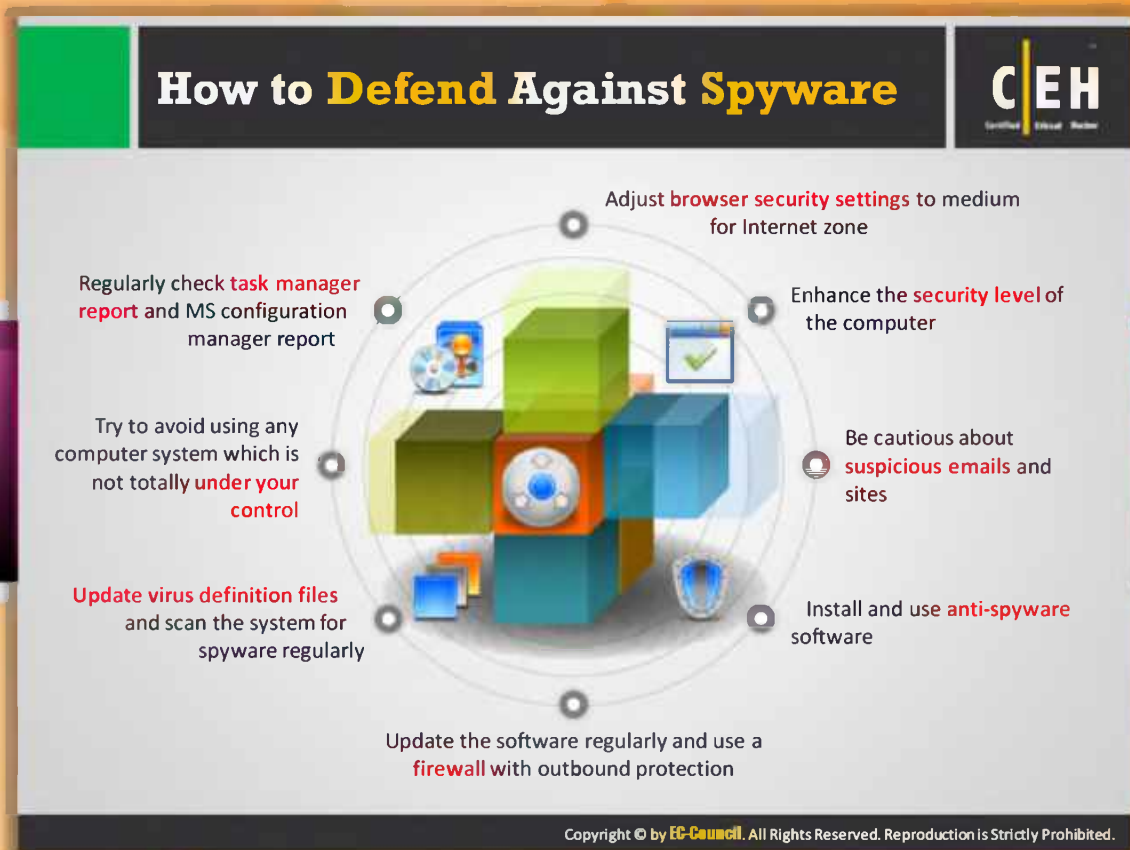 How to Defend Against Spyware
C|EH
Certified Ethical Hacker
Adjust browser security settings to medium
for Internet zone
Enhance the security level of
the computer
Be cautious about
suspicious emails and
sites
Install and use anti-spyware
software
Update the software regularly and use a
firewall with outbound protection
Update virus definition files
and scan the system for
spyware regularly
Try to avoid using any
computer system which is
not totally under your
control
Regularly check task manager
report and MS configuration
manager report
Copyright © by EC-Council. All Rights Reserved. Reproduction is Strictly Prohibited.